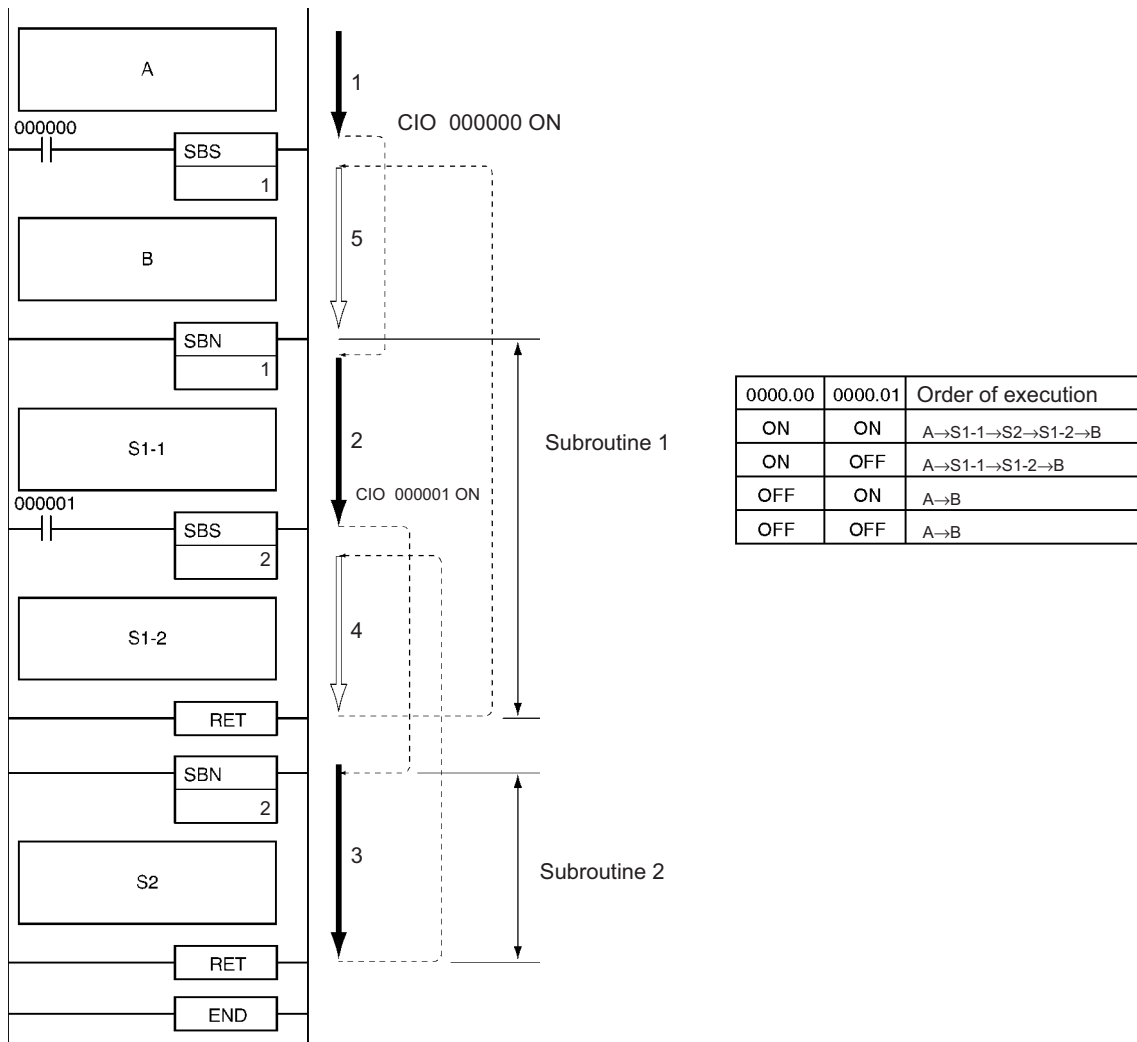 A
1
CIO 000000 ON
000000
SBS
1
5
B
SBN
1
2
Subroutine 1
S1-1
CIO 000001 ON
000001
SBS
2
4
S1-2
RET
SBN
2
3
Subroutine 2
S2
RET
END
0000.00 0000.01 Order of execution
ON ON A→S1-1→S2→S1-2→B
ON OFF A→S1-1→S1-2→B
OFF ON A→B
OFF OFF A→B